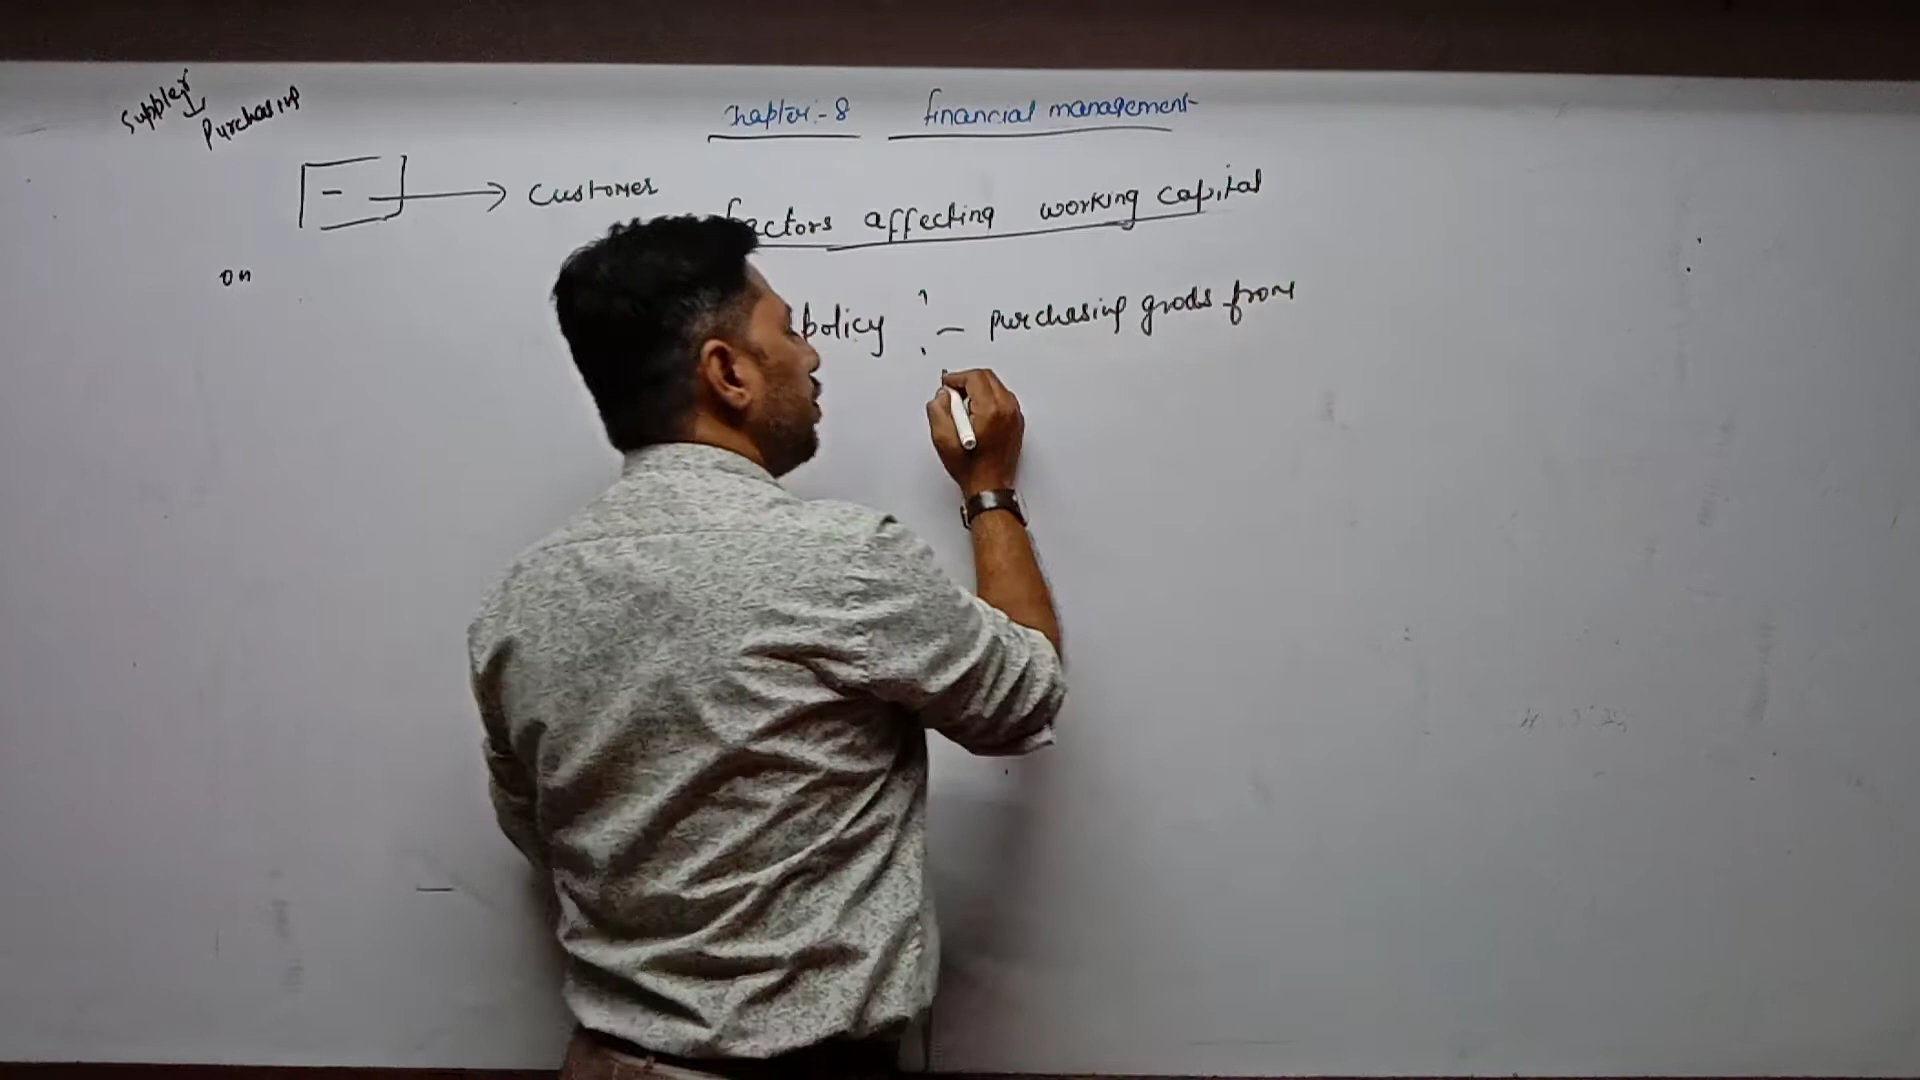 Supplier
Purchasing
Chapter:- 8 financial management
Customer
factors affecting working capital
on
policy :- purchasing goods from